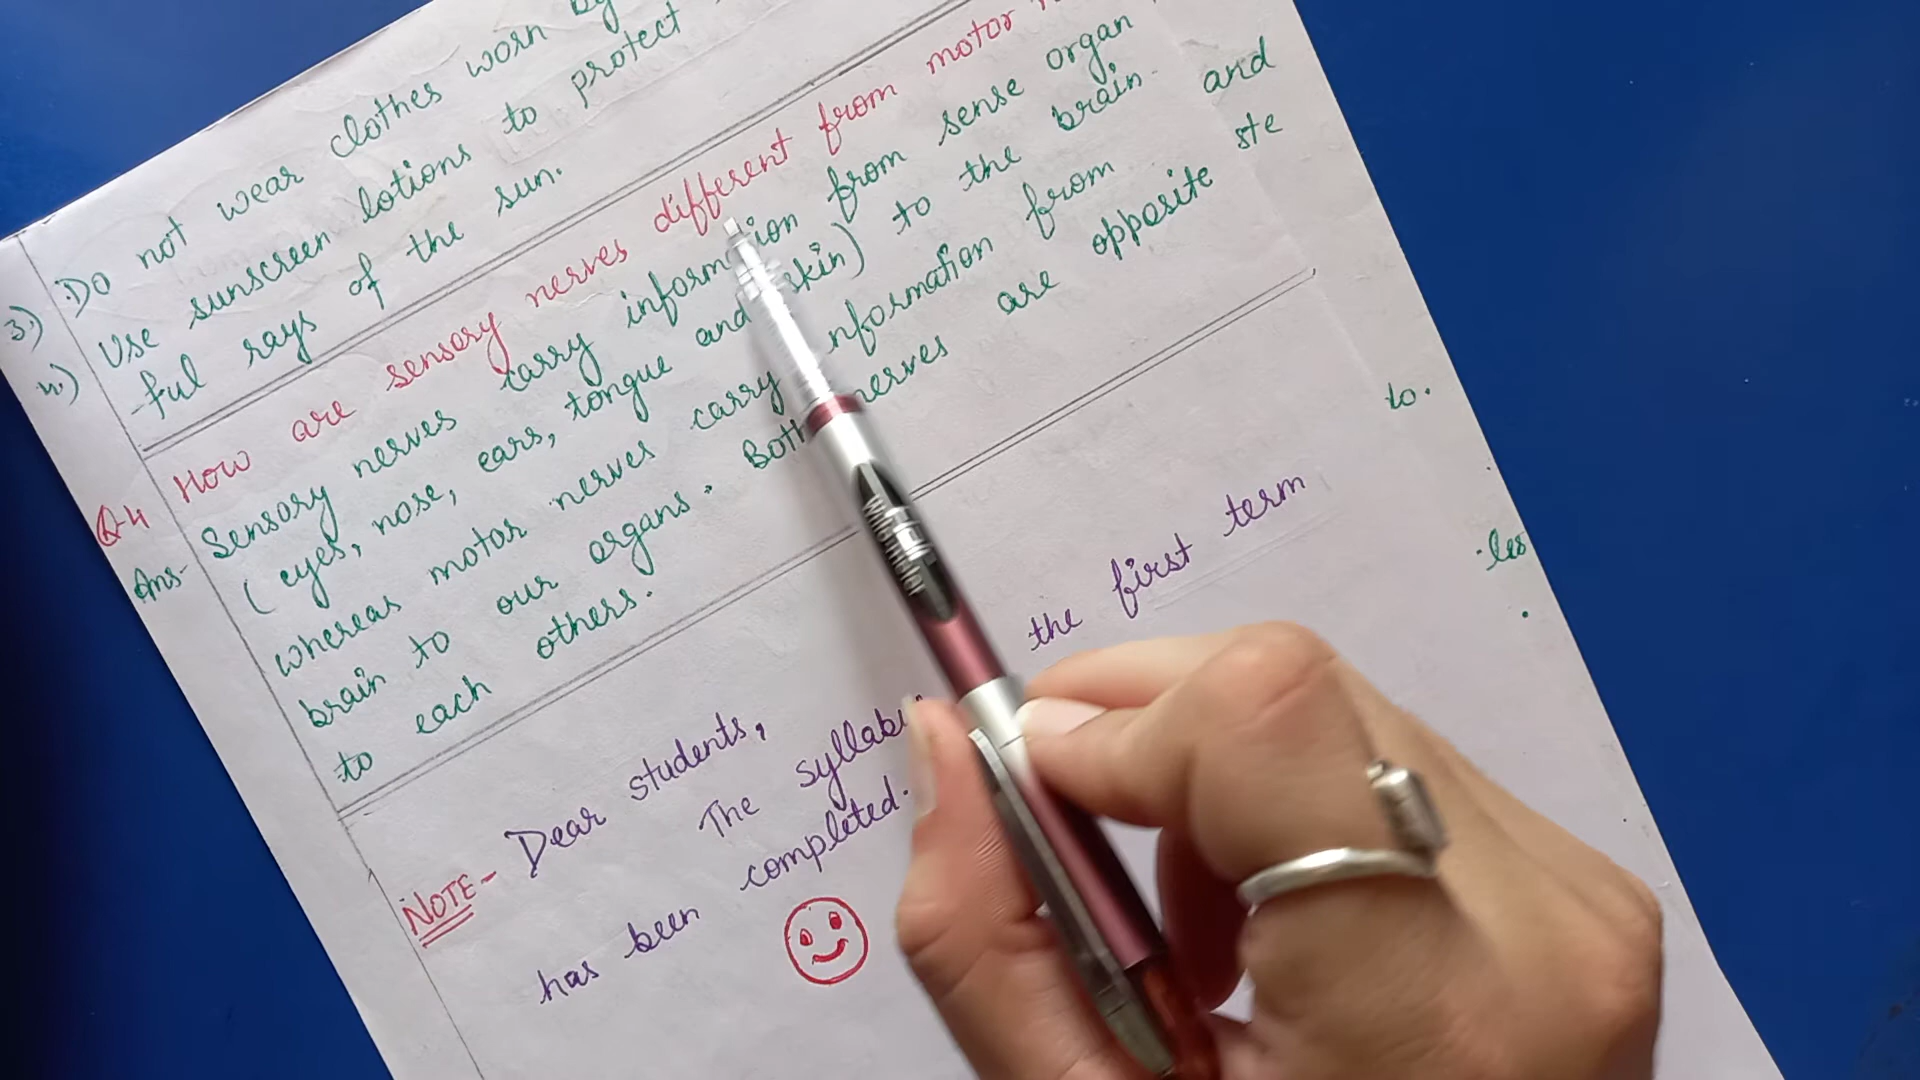 3.) Do not wear clothes worn by
4.) Use sunscreen lotions to protect
-ful rays of the sun.
Q-4 How are sensory nerves different from motor
Ans- Sensory nerves carry information from sense organ
(eyes, nose, ears, tongue and skin) to the brain
whereas motor nerves carry information from
brain to our organs. Both nerves are opposite
to each others.
NOTE- Dear students,
The syllabus the first term
has been completed.
and
ste
to.